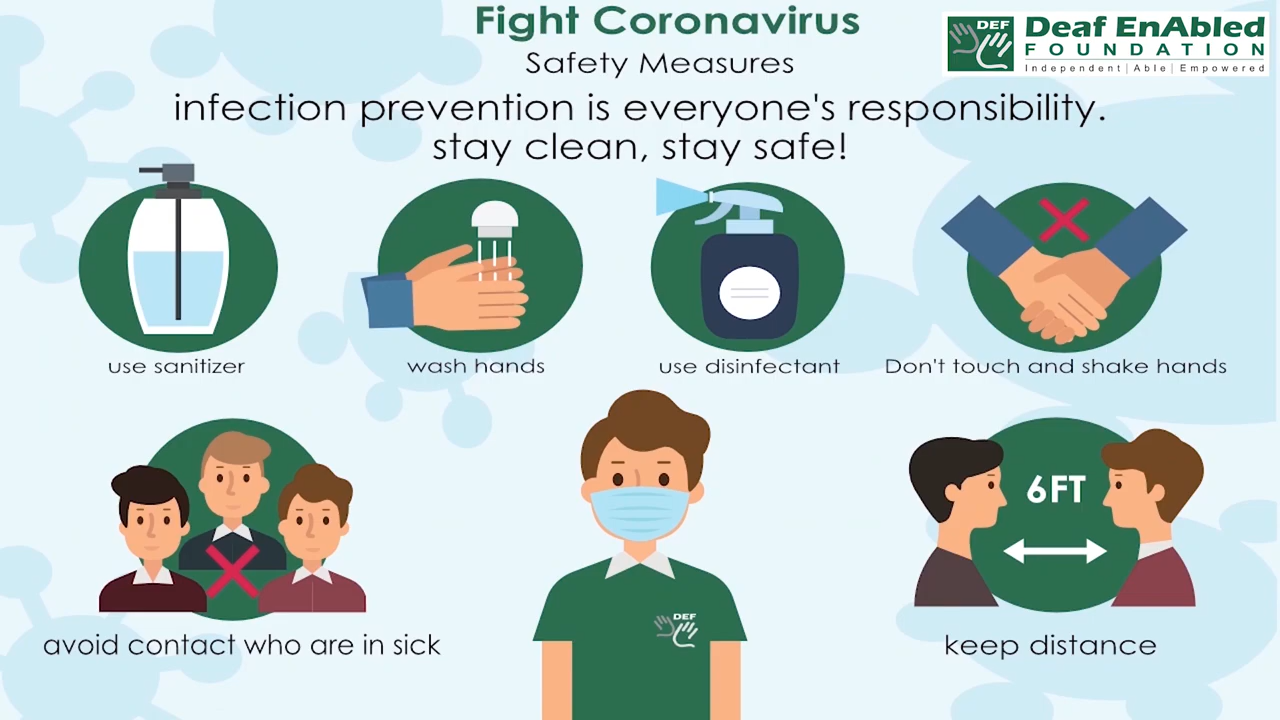 Fight Coronavirus
Safety Measures
DEF
Deaf EnAbled
FOUNDATION
Independent | Able | Empowered
infection prevention is everyone's responsibility.
stay clean, stay safe!
use sanitizer
wash hands
use disinfectant
Don't touch and shake hands
6FT
DEF
avoid contact who are in sick
keep distance